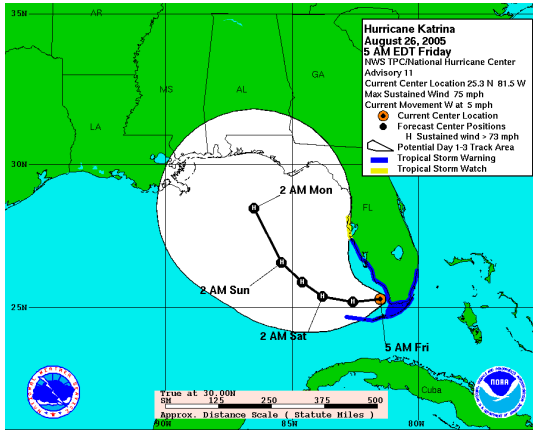 35N
AR
MS
AL
GA
LA
30N
FL
25N
Cuba
90W
85W
80W
2 AM Mon
2 AM Sun
2 AM Sat
5 AM Fri
H
H
H
H
H
Hurricane Katrina
August 26, 2005
5 AM EDT Friday
NWS TPC/National Hurricane Center
Advisory 11
Current Center Location 25.3 N 81.5 W
Max Sustained Wind 75 mph
Current Movement W at 5 mph
Current Center Location
Forecast Center Positions
H Sustained wind > 73 mph
Potential Day 1-3 Track Area
Tropical Storm Warning
Tropical Storm Watch
True at 30.00N
SM 125 250 375 500
Approx. Distance Scale ( Statute Miles )
NOAA